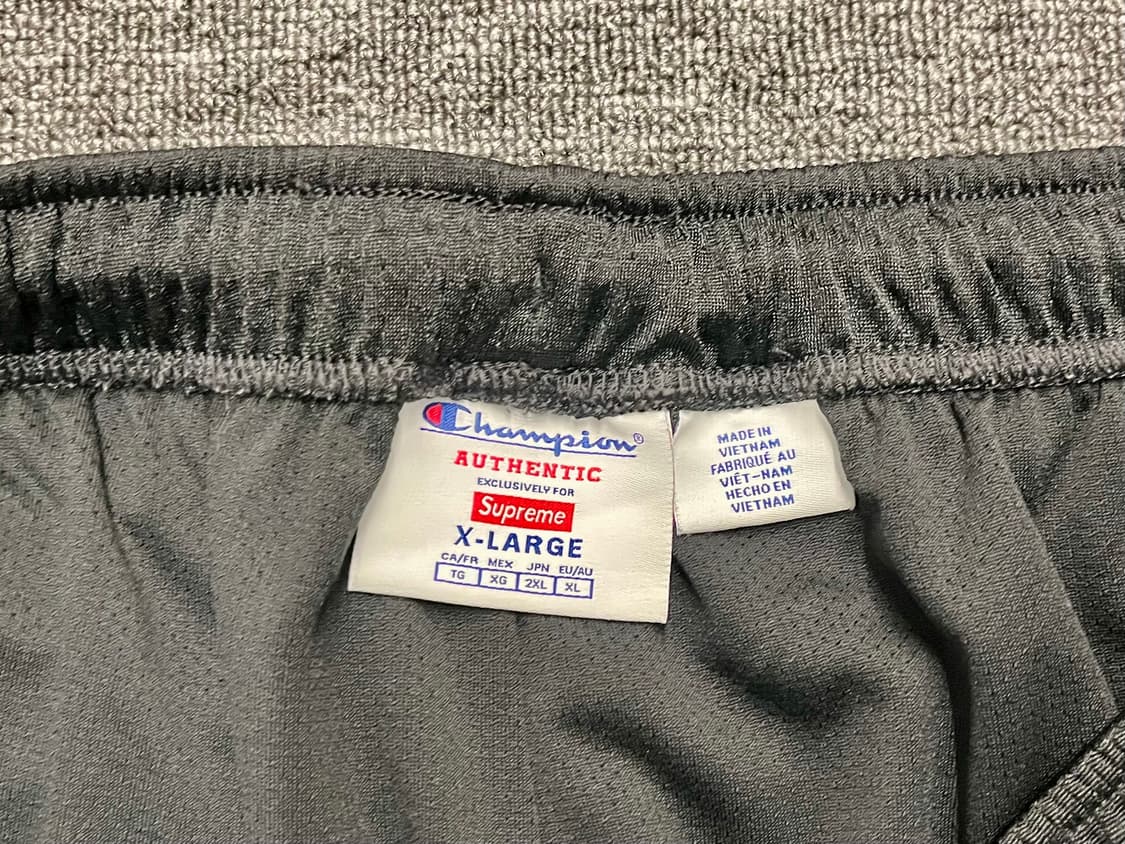 Champion®
AUTHENTIC
EXCLUSIVELY FOR
Supreme
X-LARGE
CA/FR MEX JPN EU/AU
TG XG 2XL XL
MADE IN
VIETNAM
FABRIQUÉ AU
VIÊT-NAM
HECHO EN
VIETNAM